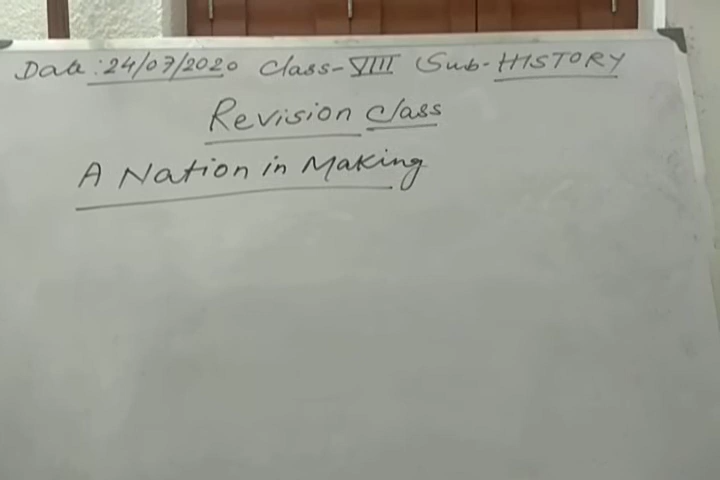 Date: 24/07/2020 Class-VIII Sub-HISTORY
Revision Class
A Nation in Making